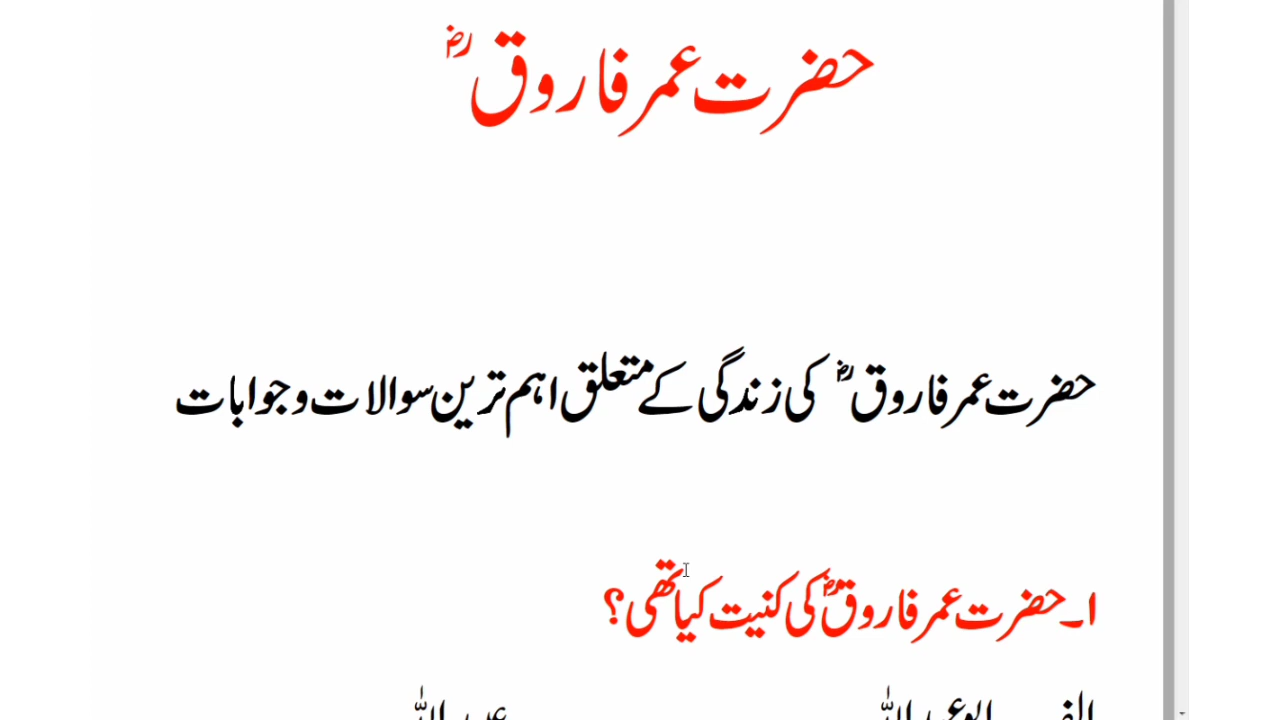 حضرت عمر فاروق ؓ
حضرت عمر فاروق ؓ کی زندگی کے متعلق اہم ترین سوالات و جوابات
۱۔حضرت عمر فاروق ؓ کی کنیت کیا تھی؟